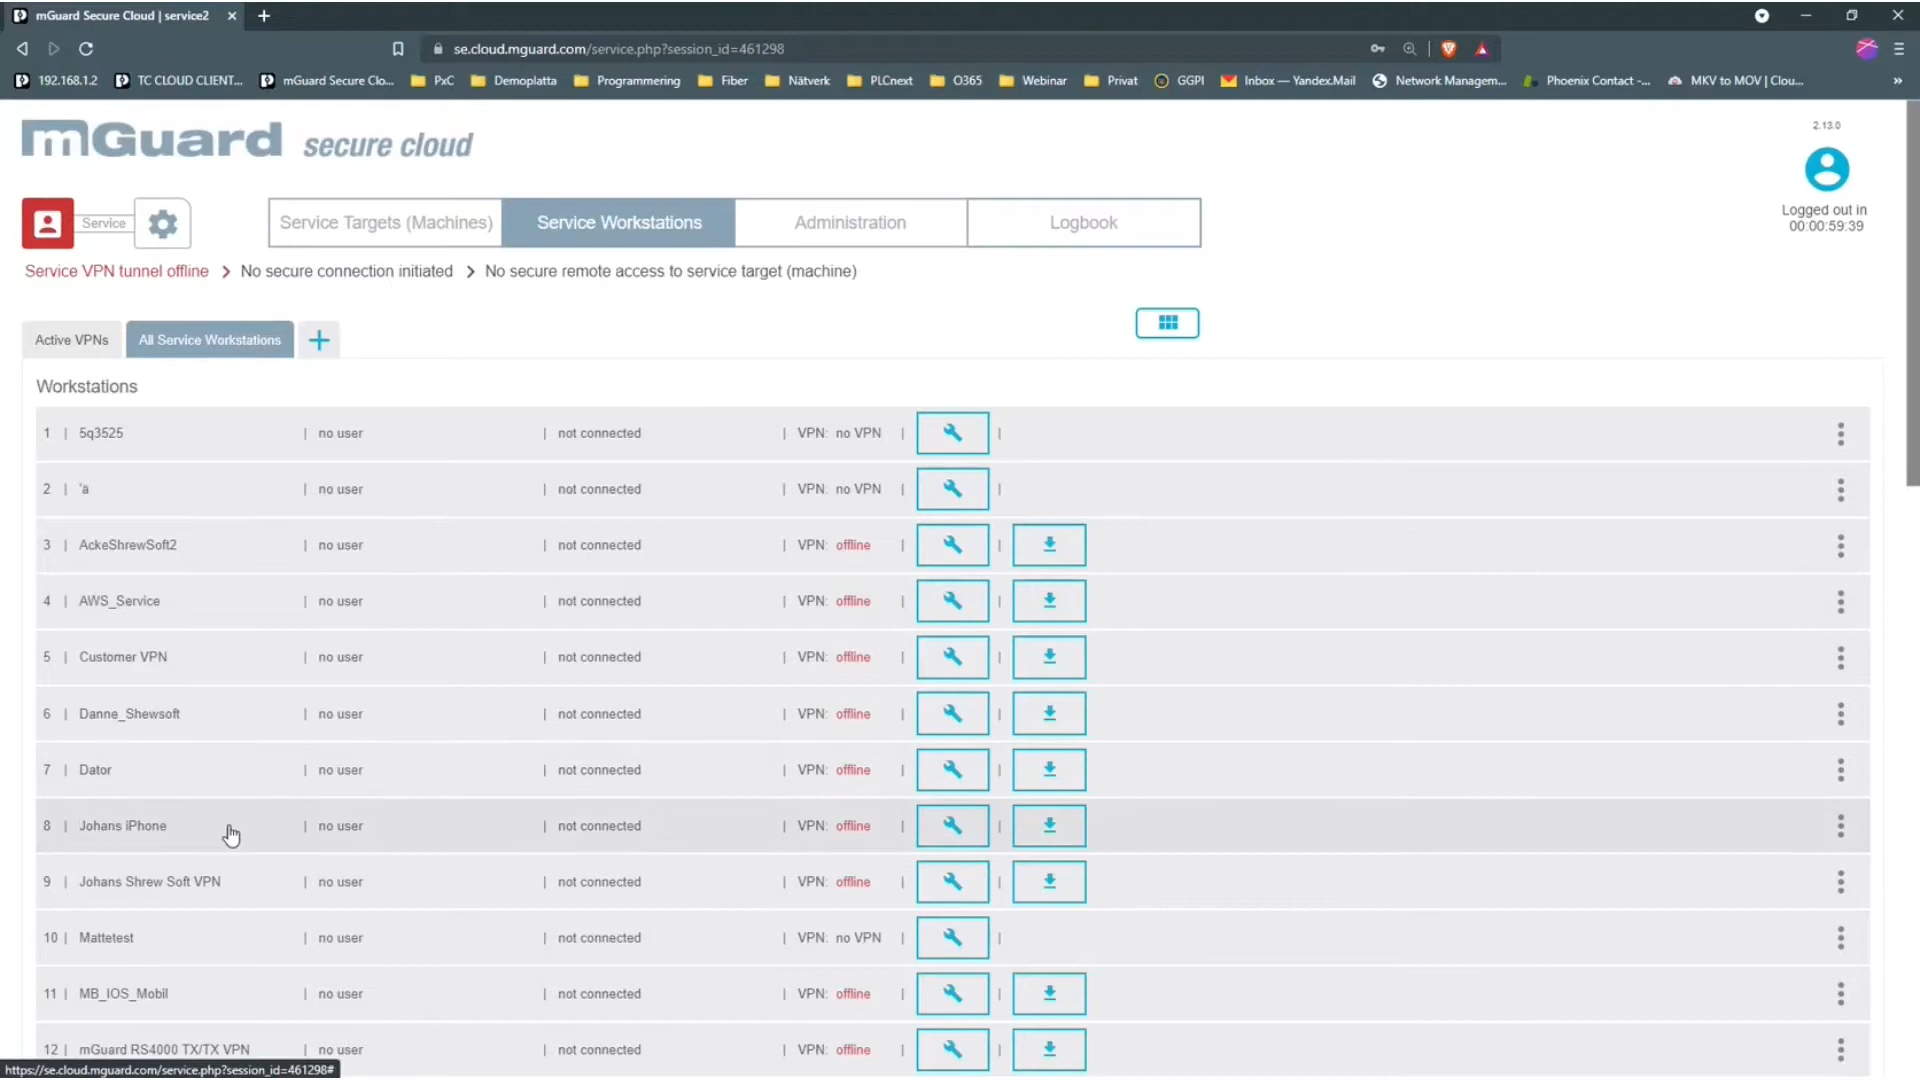 mGuard Secure Cloud | service2
se.cloud.mguard.com/service.php?session_id=461298
192.168.1.2 TC CLOUD CLIENT... mGuard Secure Clo... PxC Demoplatta Programmering Fiber Nätverk PLCnext O365 Webinar Privat GGPI Inbox — Yandex.Mail Network Managem... Phoenix Contact -... MKV to MOV | Clou... »
mGuard secure cloud
2.13.0
Service
Service Targets (Machines) Service Workstations Administration Logbook
Logged out in
00:00:59:39
Service VPN tunnel offline > No secure connection initiated > No secure remote access to service target (machine)
Active VPNs All Service Workstations +
Workstations
1 | 5q3525 | no user | not connected | VPN: no VPN | |
2 | 'ä | no user | not connected | VPN: no VPN | |
3 | AckeShrewSoft2 | no user | not connected | VPN: offline | |
4 | AWS_Service | no user | not connected | VPN: offline | |
5 | Customer VPN | no user | not connected | VPN: offline | |
6 | Danne_Shewsoft | no user | not connected | VPN: offline | |
7 | Dator | no user | not connected | VPN: offline | |
8 | Johans iPhone | no user | not connected | VPN: offline | |
9 | Johans Shrew Soft VPN | no user | not connected | VPN: offline | |
10 | Mattetest | no user | not connected | VPN: no VPN | |
11 | MB_IOS_Mobil | no user | not connected | VPN: offline | |
12 | mGuard RS4000 TX/TX VPN | no user | not connected | VPN: offline | |
https://se.cloud.mguard.com/service.php?session_id=461298#